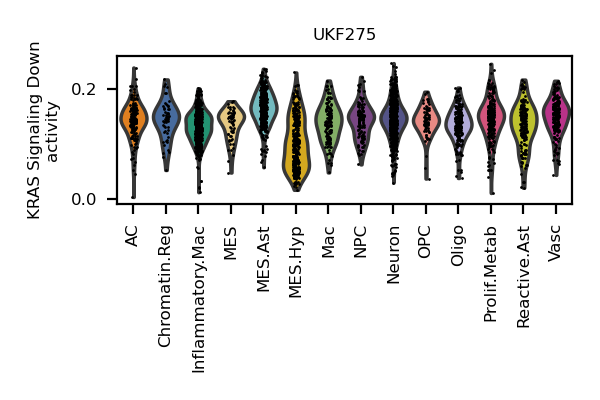 UKF275
KRAS Signaling Down
activity
0.2
0.0
AC
Chromatin.Reg
Inflammatory.Mac
MES
MES.Ast
MES.Hyp
Mac
NPC
Neuron
OPC
Oligo
Prolif.Metab
Reactive.Ast
Vasc